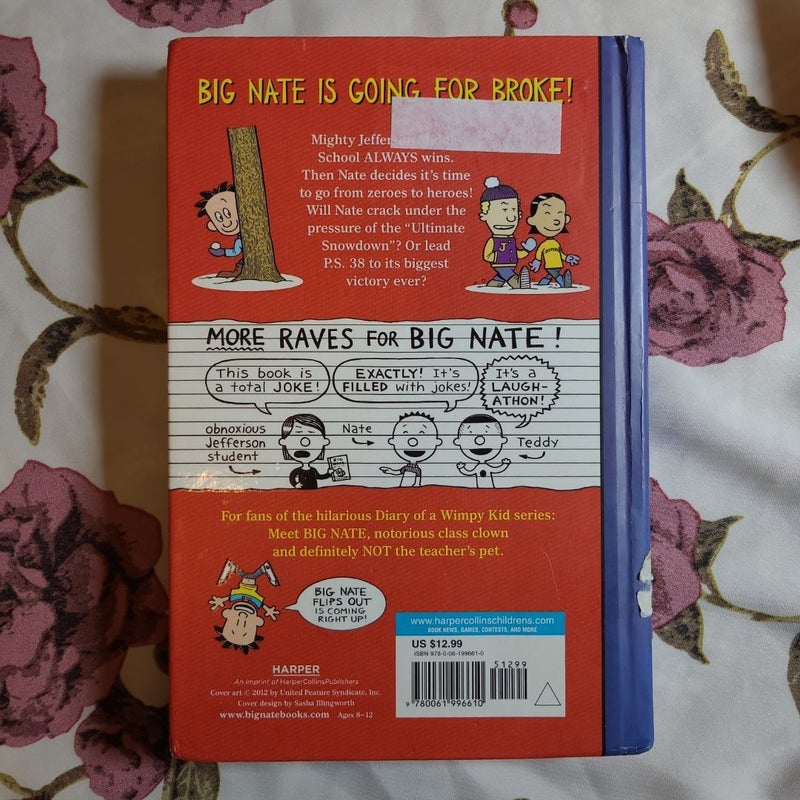 BIG NATE IS GOING FOR BROKE!
Mighty Jeffer
School ALWAYS wins.
Then Nate decides it's time
to go from zeroes to heroes!
Will Nate crack under the
pressure of the "Ultimate
Snowdown"? Or lead
P.S. 38 to its biggest
victory ever?
J
MORE RAVES FOR BIG NATE!
This book is
a total JOKE!
EXACTLY! It's
FILLED with jokes!
It's a
LAUGH-
ATHON!
obnoxious
Jefferson
student
Nate
Teddy
For fans of the hilarious Diary of a Wimpy Kid series:
Meet BIG NATE, notorious class clown
and definitely NOT the teacher's pet.
BIG NATE
FLIPS OUT
IS COMING
RIGHT UP!
HARPER
An imprint of HarperCollinsPublishers
Cover art © 2012 by United Feature Syndicate, Inc.
Cover design by Sasha Illingworth
www.bignatebooks.com Ages 8–12
www.harpercollinschildrens.com
BOOK NEWS, GAMES, CONTESTS, AND MORE
US $12.99
ISBN 978-0-06-199661-0
51299
9 780061 996610